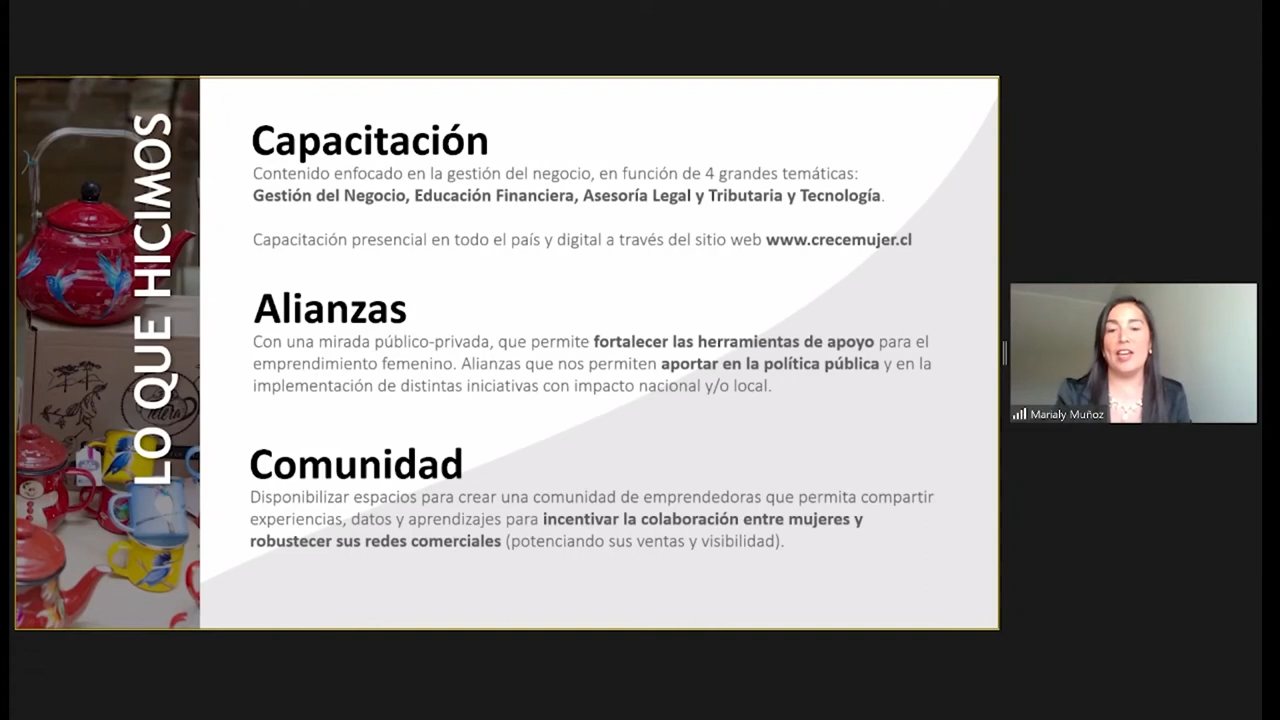 LO QUE HICIMOS
Capacitación
Contenido enfocado en la gestión del negocio, en función de 4 grandes temáticas:
Gestión del Negocio, Educación Financiera, Asesoría Legal y Tributaria y Tecnología.
Capacitación presencial en todo el país y digital a través del sitio web www.crecemujer.cl
Alianzas
Con una mirada público-privada, que permite fortalecer las herramientas de apoyo para el
emprendimiento femenino. Alianzas que nos permiten aportar en la política pública y en la
implementación de distintas iniciativas con impacto nacional y/o local.
Comunidad
Disponibilizar espacios para crear una comunidad de emprendedoras que permita compartir
experiencias, datos y aprendizajes para incentivar la colaboración entre mujeres y
robustecer sus redes comerciales (potenciando sus ventas y visibilidad).
Marialy Muñoz